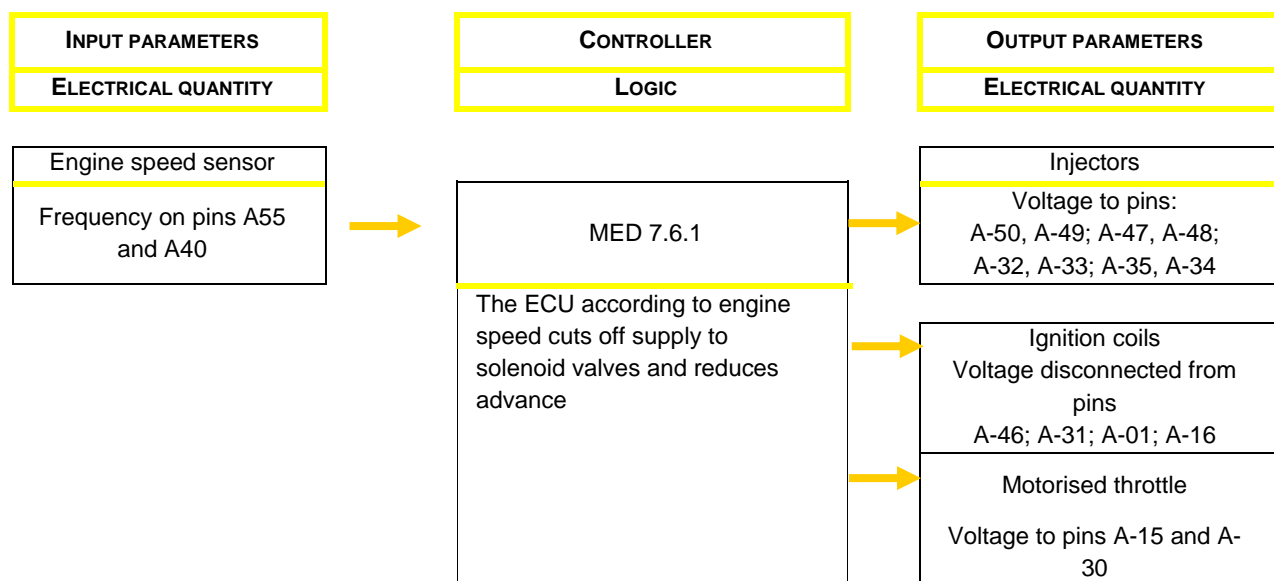 INPUT PARAMETERS
ELECTRICAL QUANTITY
CONTROLLER
LOGIC
OUTPUT PARAMETERS
ELECTRICAL QUANTITY
Engine speed sensor
Frequency on pins A55
and A40
MED 7.6.1
The ECU according to engine
speed cuts off supply to
solenoid valves and reduces
advance
Injectors
Voltage to pins:
A-50, A-49; A-47, A-48;
A-32, A-33; A-35, A-34
Ignition coils
Voltage disconnected from
pins
A-46; A-31; A-01; A-16
Motorised throttle
Voltage to pins A-15 and A-
30